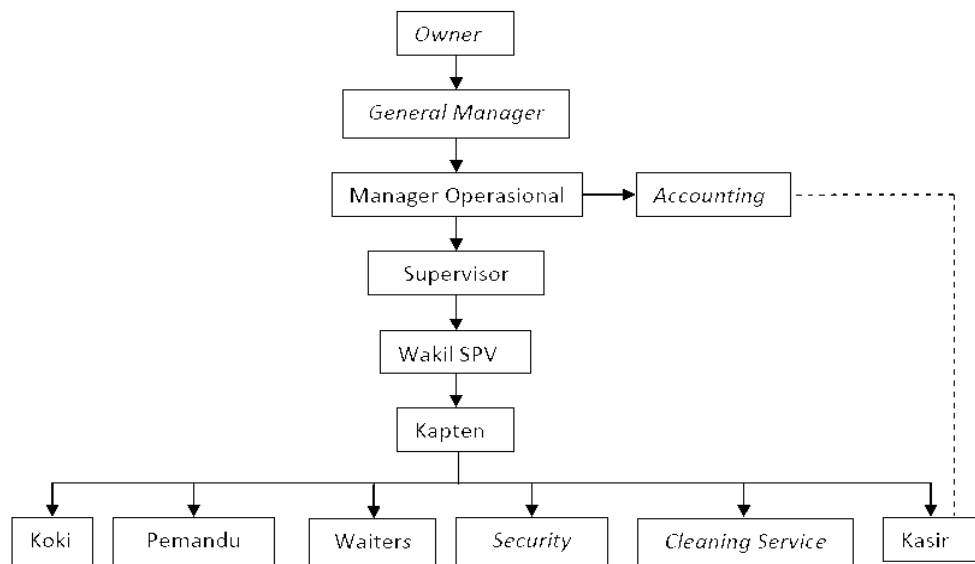 Owner
General Manager
Manager Operasional
Accounting
Supervisor
Wakil SPV
Kapten
Koki
Pemandu
Waiters
Security
Cleaning Service
Kasir